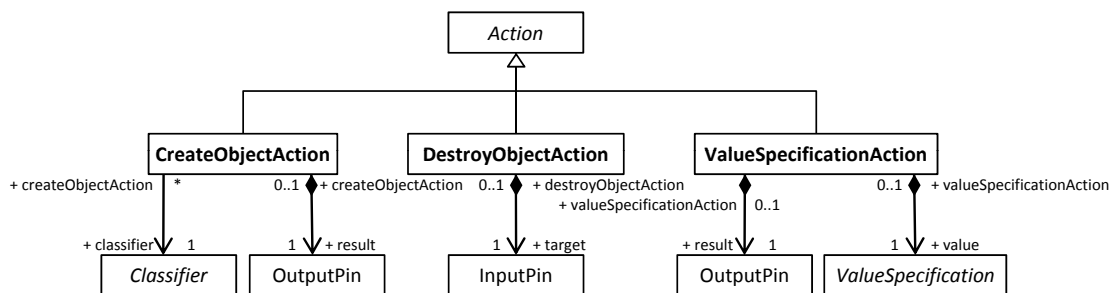 Action
CreateObjectAction DestroyObjectAction ValueSpecificationAction
+ createObjectAction * 0..1 + createObjectAction 0..1 + destroyObjectAction 0..1 + valueSpecificationAction
+ valueSpecificationAction 0..1
+ classifier 1 1 + result 1 + target + result 1 1 + value
Classifier OutputPin InputPin OutputPin ValueSpecification